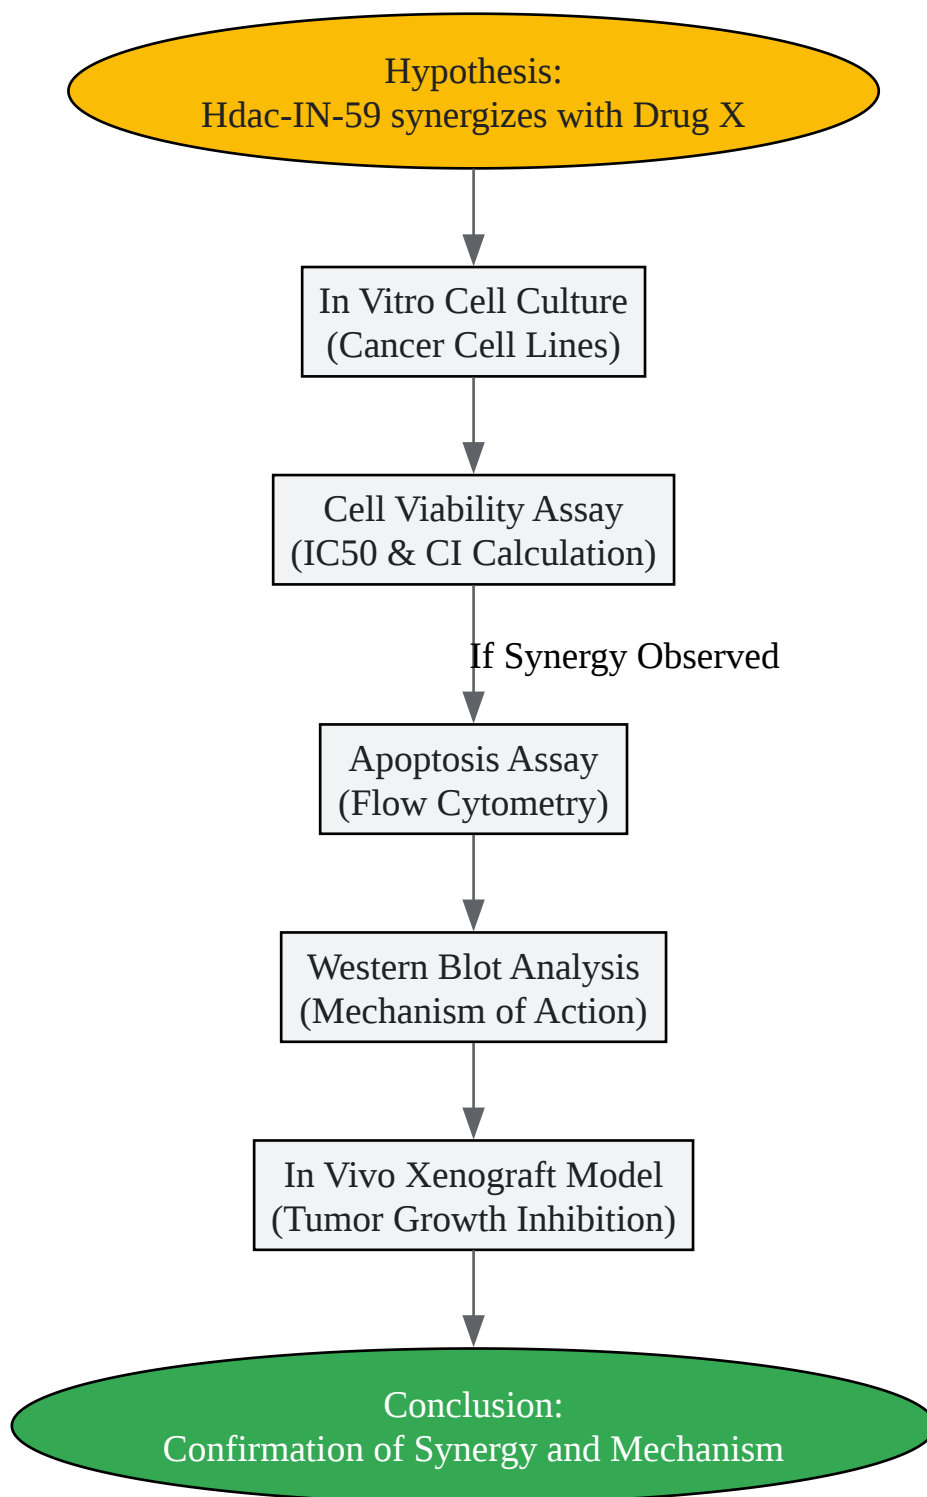 Hypothesis:
Hdac-IN-59 synergizes with Drug X
In Vitro Cell Culture
(Cancer Cell Lines)
Cell Viability Assay
(IC50 & CI Calculation)
If Synergy Observed
Apoptosis Assay
(Flow Cytometry)
Western Blot Analysis
(Mechanism of Action)
In Vivo Xenograft Model
(Tumor Growth Inhibition)
Conclusion:
Confirmation of Synergy and Mechanism